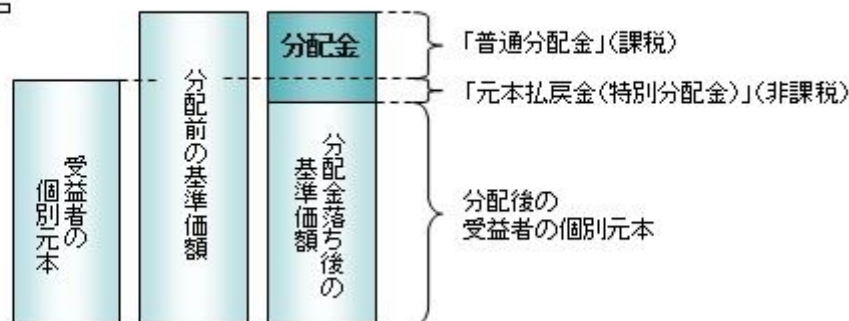 受益者の
個別元本
分配前の基準価額
分配金
分配金落ち後の
基準価額
「普通分配金」(課税)
「元本払戻金(特別分配金)」(非課税)
分配後の
受益者の個別元本